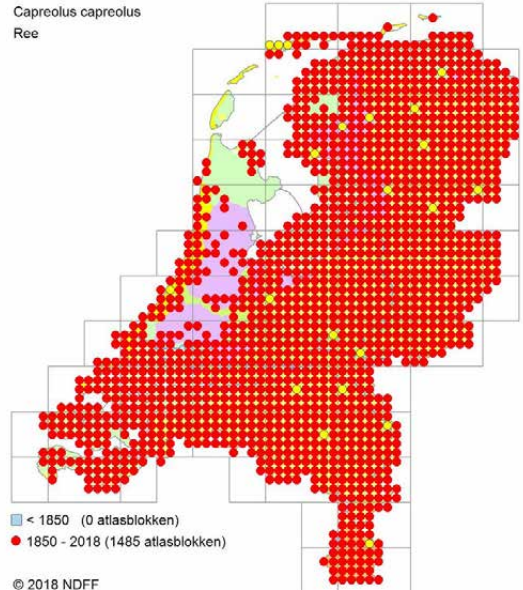 Capreolus capreolus
Ree
< 1850 (0 atlasblokken)
1850 - 2018 (1485 atlasblokken)
© 2018 NDFF